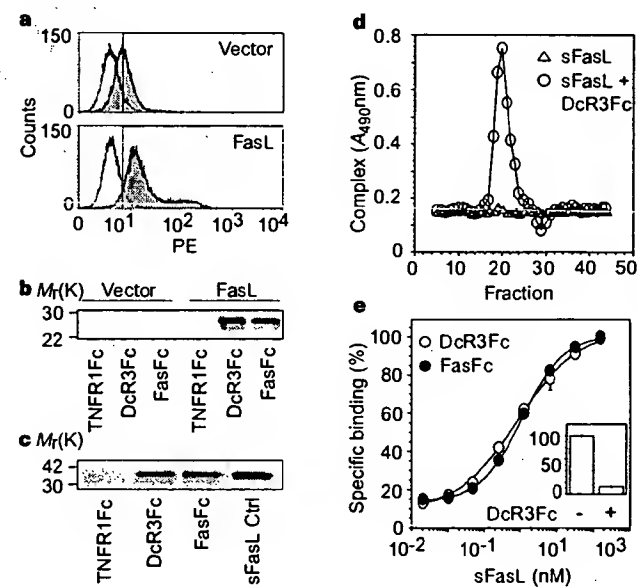 a
150
Vector
0
150
FasL
0
Counts
0 10¹ 10² 10³ 10⁴
PE
b Mr(K) Vector FasL
30
22
TNFR1Fc
DcR3Fc
FasFc
TNFR1Fc
DcR3Fc
FasFc
c Mr(K)
42
30
TNFR1Fc
DcR3Fc
FasFc
sFasL Ctrl
d
0.8
0.6
0.4
0.2
0
Complex (A490nm)
sFasL
sFasL +
DcR3Fc
0 10 20 30 40 50
Fraction
e
100
80
60
40
20
0
Specific binding (%)
DcR3Fc
FasFc
100
50
0
DcR3Fc - +
10-2 10-1 100 101 102 103
sFasL (nM)